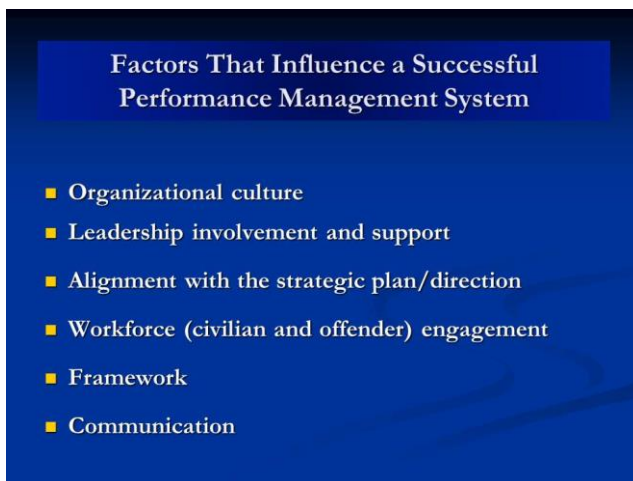 Factors That Influence a Successful
Performance Management System
Organizational culture
Leadership involvement and support
Alignment with the strategic plan/direction
Workforce (civilian and offender) engagement
Framework
Communication